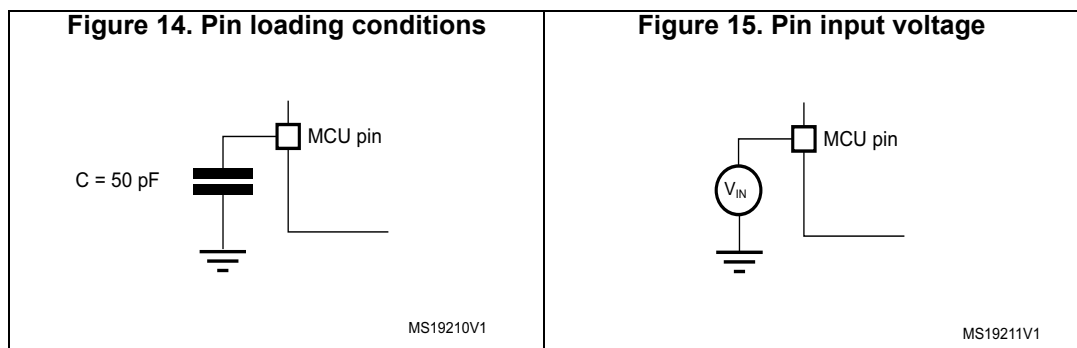 Figure 14. Pin loading conditions
MCU pin
C = 50 pF
MS19210V1
Figure 15. Pin input voltage
MCU pin
VIN
MS19211V1